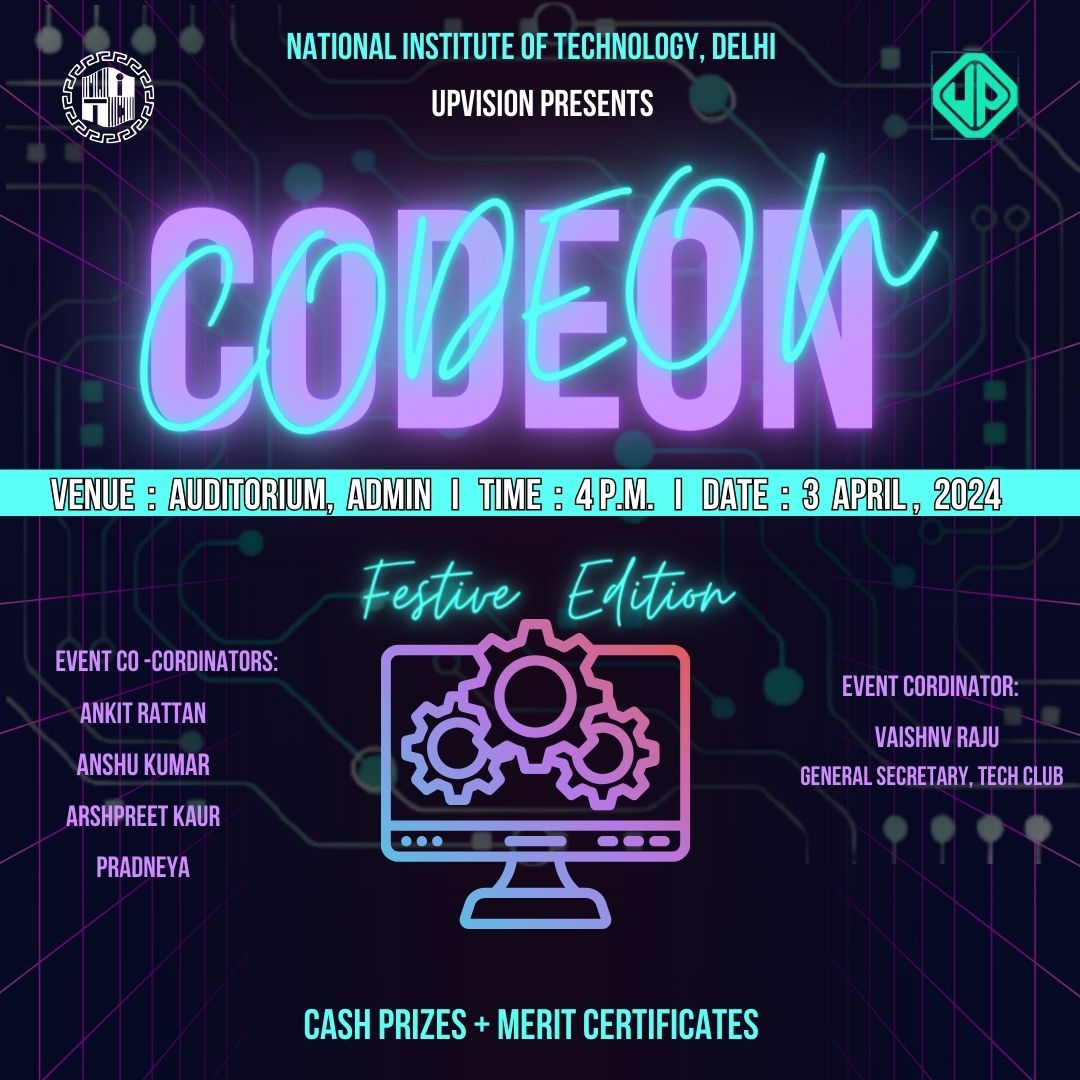 NATIONAL INSTITUTE OF TECHNOLOGY, DELHI
UPVISION PRESENTS
UP
CODEON
CODEON
VENUE : AUDITORIUM, ADMIN | TIME : 4 P.M. | DATE : 3 APRIL, 2024
Festive Edition
EVENT CO -CORDINATORS:
ANKIT RATTAN
ANSHU KUMAR
ARSHPREET KAUR
PRADNEYA
EVENT CORDINATOR:
VAISHNV RAJU
GENERAL SECRETARY, TECH CLUB
CASH PRIZES + MERIT CERTIFICATES